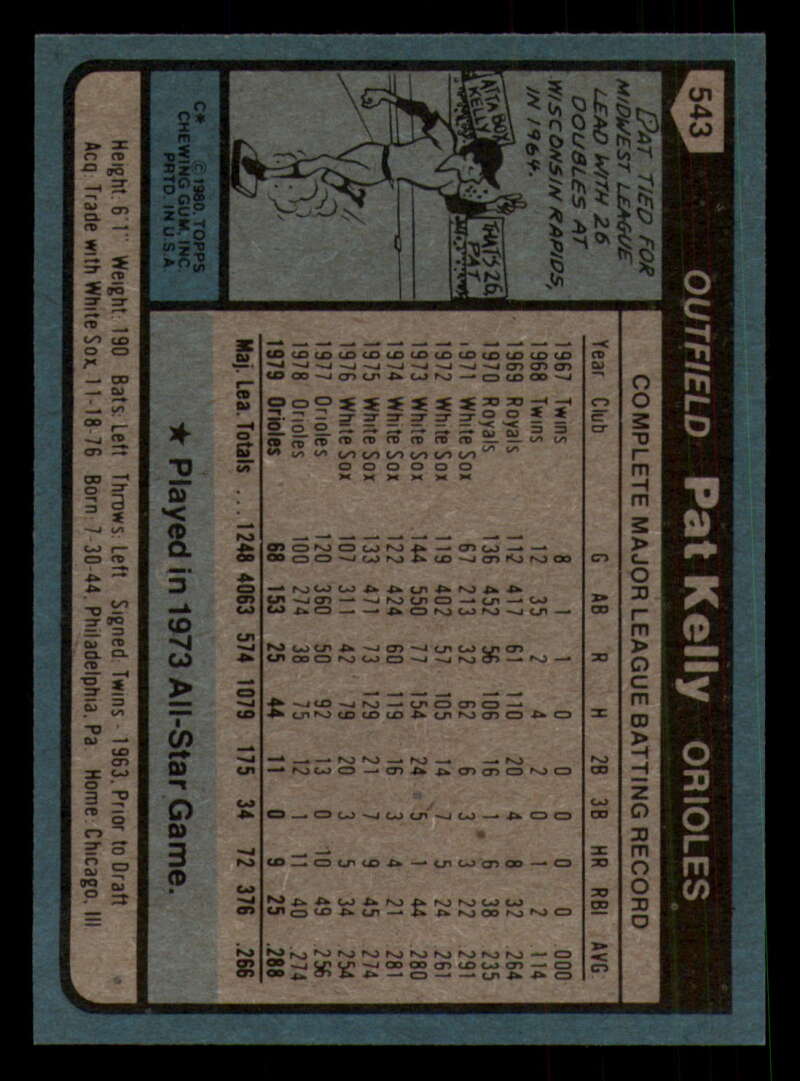 543
OUTFIELD Pat Kelly ORIOLES
PAT TIED FOR
MIDWEST LEAGUE
LEAD WITH 26
DOUBLES AT
WISCONSIN RAPIDS,
IN 1964.
ATTA BOY
KELLY
THAT'S 26,
PAT
C* © 1980. TOPPS
CHEWING GUM, INC
PRTD. IN U.S.A
COMPLETE MAJOR LEAGUE BATTING RECORD
Year Club G AB R H 2B 3B HR RBI AVG.
1967 Twins 8 1 1 0 0 0 0 0 .000
1968 Twins 12 35 2 4 2 0 1 2 .114
1969 Royals 112 417 61 110 20 4 8 32 .264
1970 Royals 136 452 56 106 16 1 6 38 .235
1971 White Sox 67 213 32 62 6 3 3 22 .291
1972 White Sox 119 402 57 105 14 7 5 24 .261
1973 White Sox 144 550 77 154 24 5 1 44 .280
1974 White Sox 122 424 60 119 16 3 4 21 .281
1975 White Sox 133 471 73 129 21 7 9 45 .274
1976 White Sox 107 311 42 79 20 3 5 34 .254
1977 Orioles 120 360 50 92 13 0 10 49 .256
1978 Orioles 100 274 38 75 12 1 11 40 .274
1979 Orioles 68 153 25 44 11 0 9 25 .288
Maj. Lea. Totals ... 1248 4063 574 1079 175 34 72 376 .266
★ Played in 1973 All-Star Game.
Height: 6'1" Weight: 190 Bats: Left Throws: Left Signed: Twins - 1963, Prior to Draft
Acq: Trade with White Sox, 11-18-76 Born 7-30-44, Philadelphia, Pa Home: Chicago, Ill